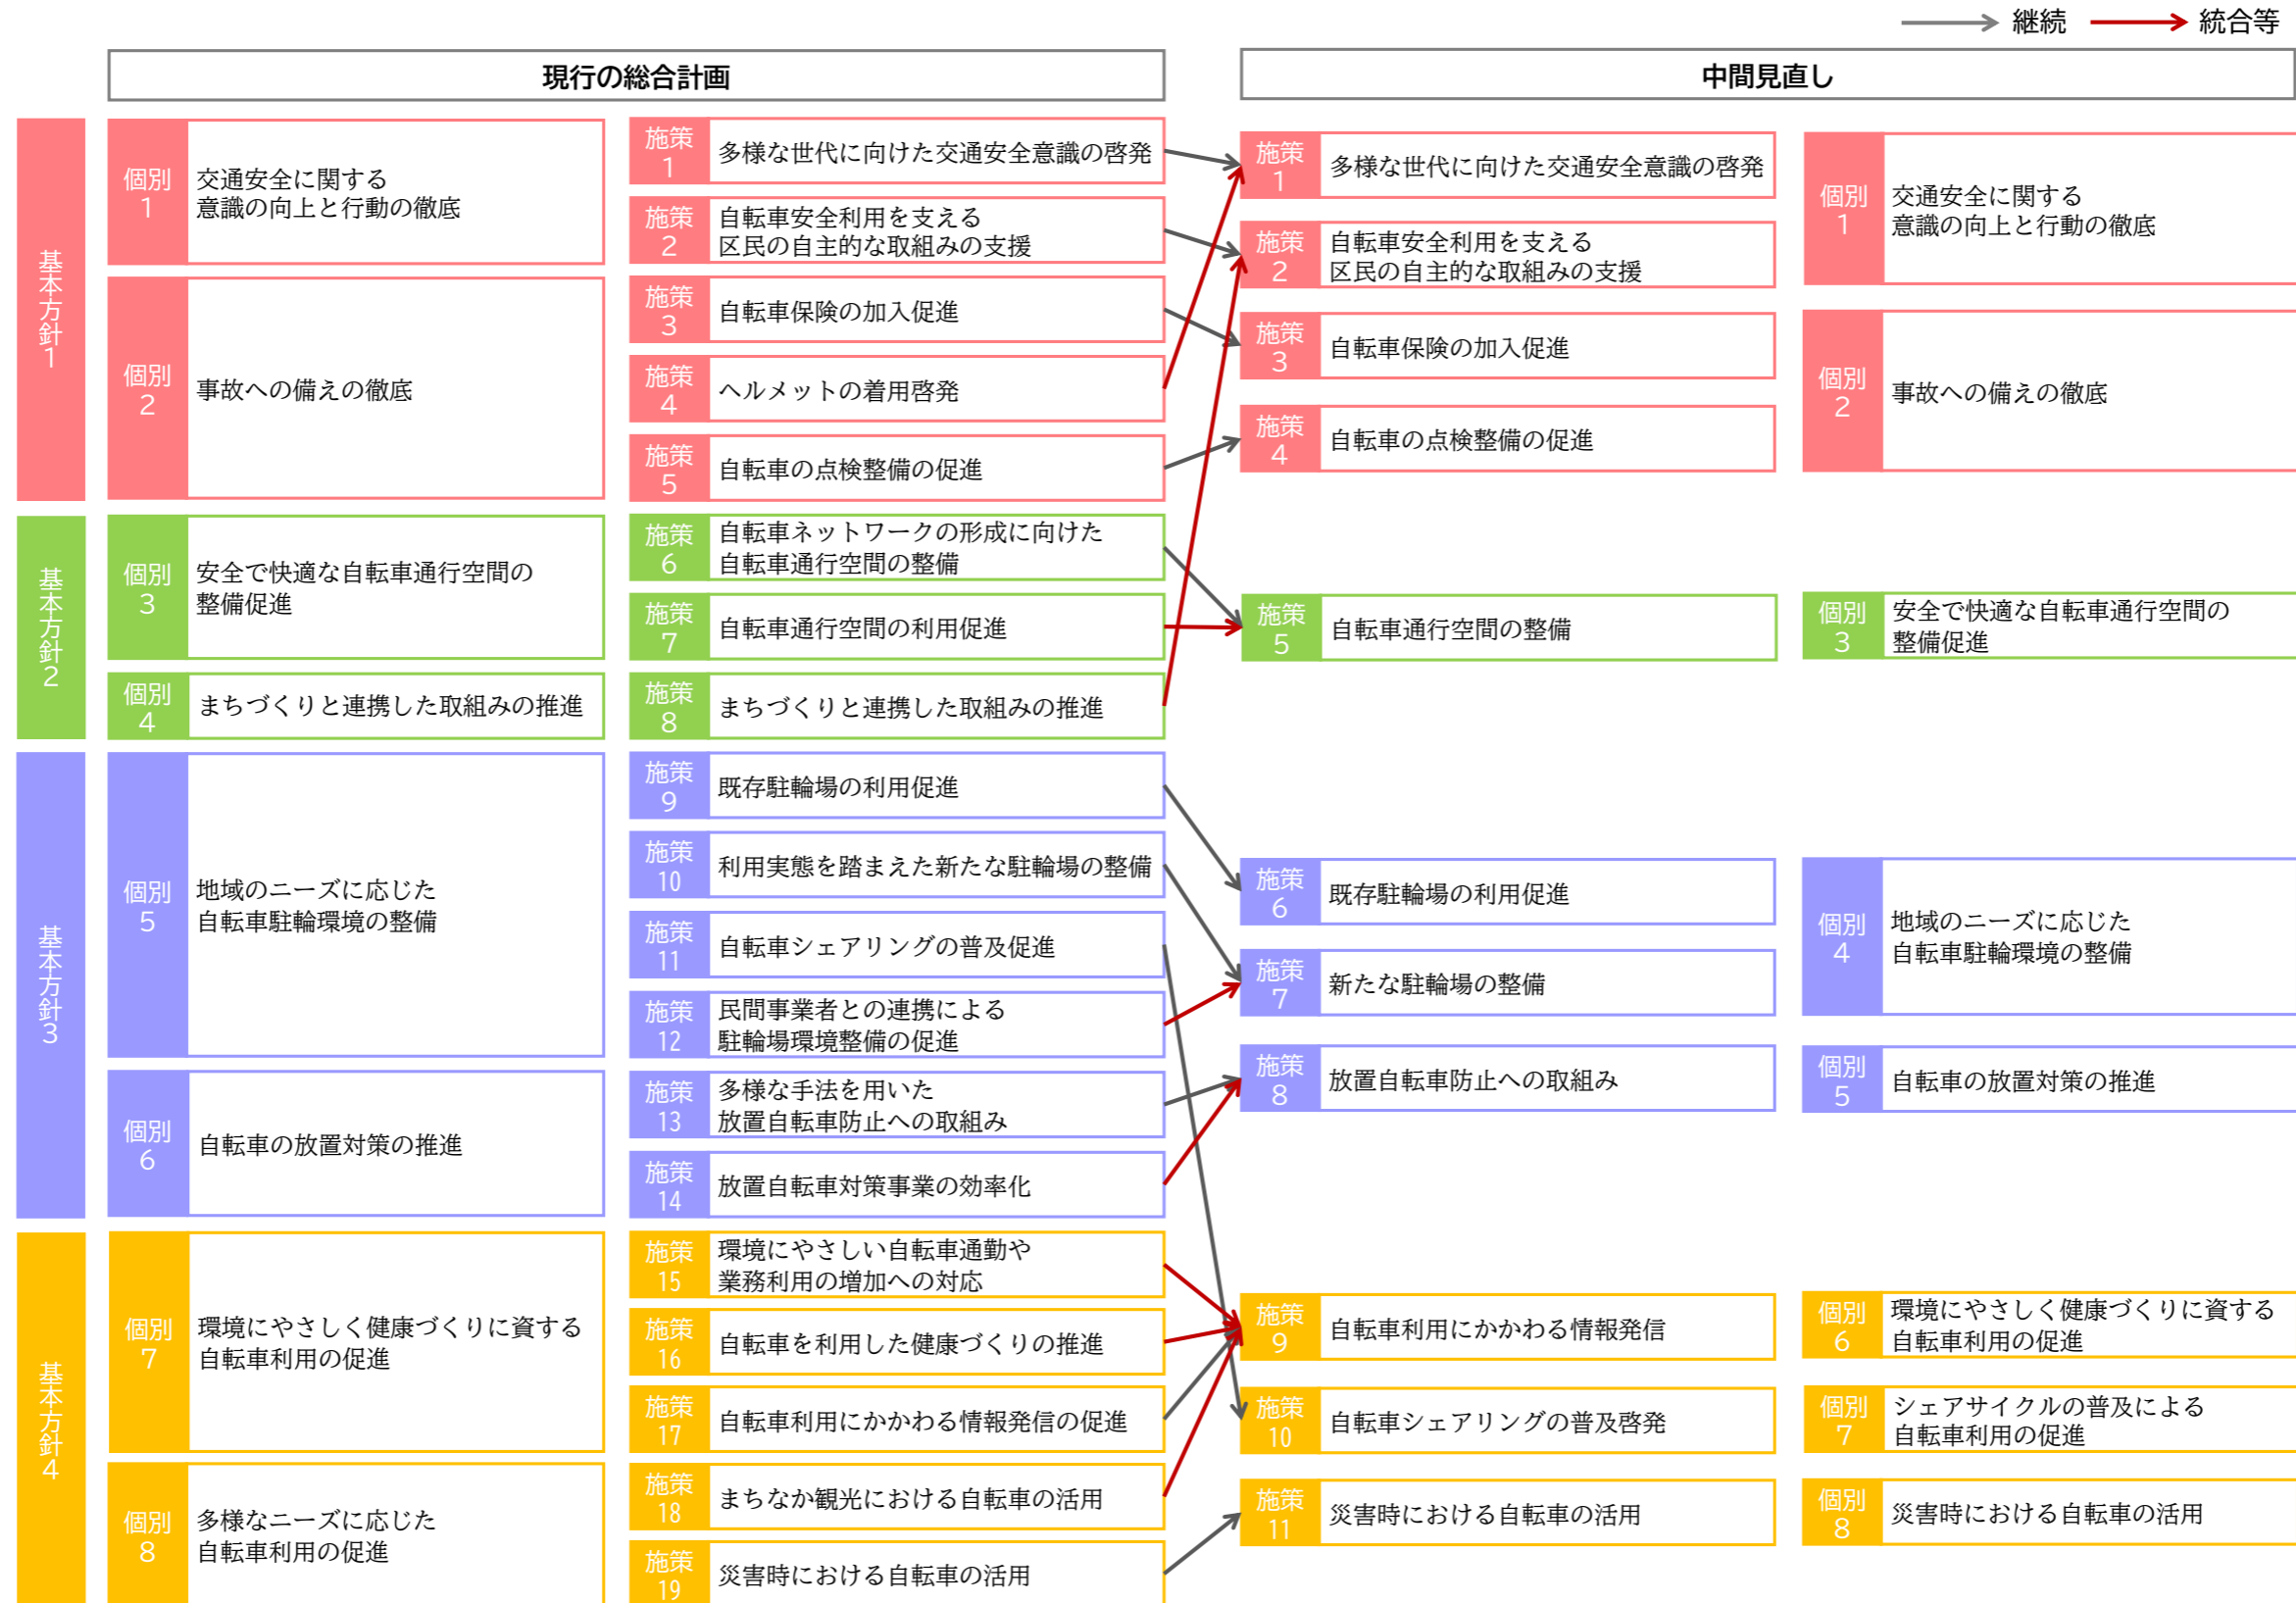 継続
統合等
現行の総合計画
中間見直し
基本方針1
個別
1
交通安全に関する
意識の向上と行動の徹底
個別
2
事故への備えの徹底
施策
1
多様な世代に向けた交通安全意識の啓発
施策
2
自転車安全利用を支える
区民の自主的な取組みの支援
施策
3
自転車保険の加入促進
施策
4
ヘルメットの着用啓発
施策
5
自転車の点検整備の促進
施策
1
多様な世代に向けた交通安全意識の啓発
施策
2
自転車安全利用を支える
区民の自主的な取組みの支援
施策
3
自転車保険の加入促進
施策
4
自転車の点検整備の促進
個別
1
交通安全に関する
意識の向上と行動の徹底
個別
2
事故への備えの徹底
基本方針2
個別
3
安全で快適な自転車通行空間の
整備促進
個別
4
まちづくりと連携した取組みの推進
施策
6
自転車ネットワークの形成に向けた
自転車通行空間の整備
施策
7
自転車通行空間の利用促進
施策
8
まちづくりと連携した取組みの推進
施策
5
自転車通行空間の整備
個別
3
安全で快適な自転車通行空間の
整備促進
基本方針3
個別
5
地域のニーズに応じた
自転車駐輪環境の整備
個別
6
自転車の放置対策の推進
施策
9
既存駐輪場の利用促進
施策
10
利用実態を踏まえた新たな駐輪場の整備
施策
11
自転車シェアリングの普及促進
施策
12
民間事業者との連携による
駐輪場環境整備の促進
施策
13
多様な手法を用いた
放置自転車防止への取組み
施策
14
放置自転車対策事業の効率化
施策
6
既存駐輪場の利用促進
施策
7
新たな駐輪場の整備
施策
8
放置自転車防止への取組み
個別
4
地域のニーズに応じた
自転車駐輪環境の整備
個別
5
自転車の放置対策の推進
基本方針4
個別
7
環境にやさしく健康づくりに資する
自転車利用の促進
個別
8
多様なニーズに応じた
自転車利用の促進
施策
15
環境にやさしい自転車通勤や
業務利用の増加への対応
施策
16
自転車を利用した健康づくりの推進
施策
17
自転車利用にかかわる情報発信の促進
施策
18
まちなか観光における自転車の活用
施策
19
災害時における自転車の活用
施策
9
自転車利用にかかわる情報発信
施策
10
自転車シェアリングの普及啓発
施策
11
災害時における自転車の活用
個別
6
環境にやさしく健康づくりに資する
自転車利用の促進
個別
7
シェアサイクルの普及による
自転車利用の促進
個別
8
災害時における自転車の活用